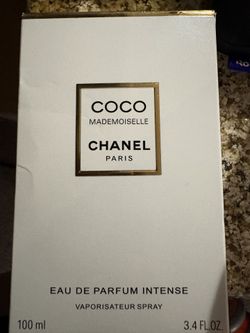 COCO
MADEMOISELLE
CHANEL
PARIS
EAU DE PARFUM INTENSE
VAPORISATEUR SPRAY
100 ml 3.4 FL.OZ.